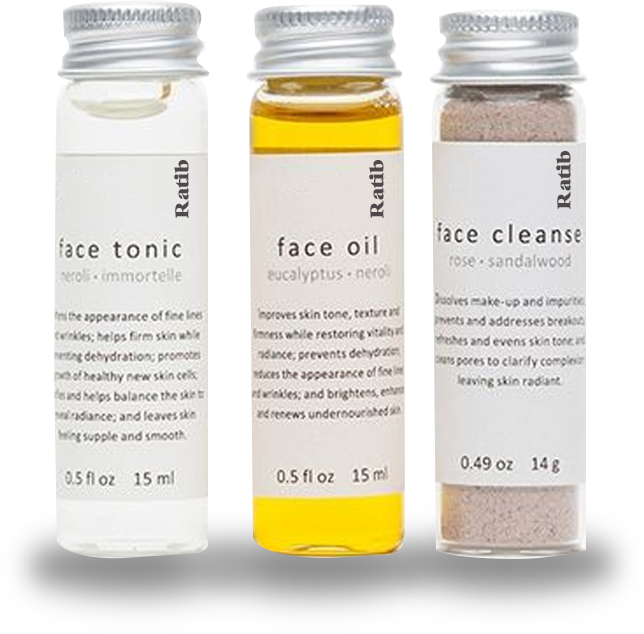 Ratib
face tonic
neroli • immortelle
the appearance of fine lines
wrinkles; helps firm skin while
dehydration; promotes
of healthy new skin cells;
and helps balance the skin to
radiance; and leaves skin
feeling supple and smooth.
0.5 fl oz 15 ml
Ratib
face oil
eucalyptus • neroli
improves skin tone, texture and
firmness while restoring vitality and
radiance; prevents dehydration;
reduces the appearance of fine lines
and wrinkles; and brightens, enhances
and renews undernourished skin.
0.5 fl oz 15 ml
Ratib
face cleanse
rose • sandalwood
Dissolves make-up and impurities
prevents and addresses breakouts
refreshes and evens skin tone; and
cleans pores to clarify complexion
leaving skin radiant.
0.49 oz 14 g